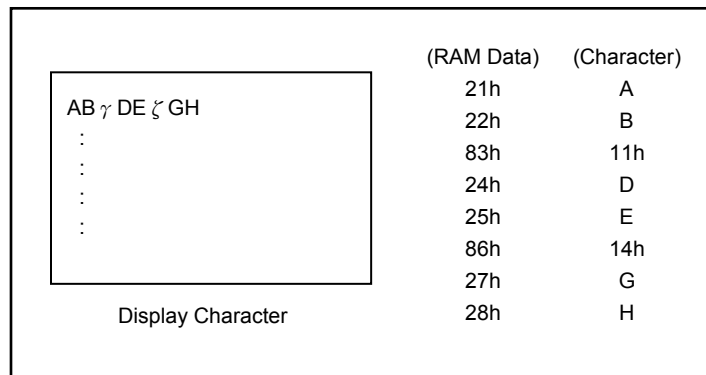 AB γ DE ζ GH
:
:
:
:
Display Character
(RAM Data) (Character)
21h A
22h B
83h 11h
24h D
25h E
86h 14h
27h G
28h H